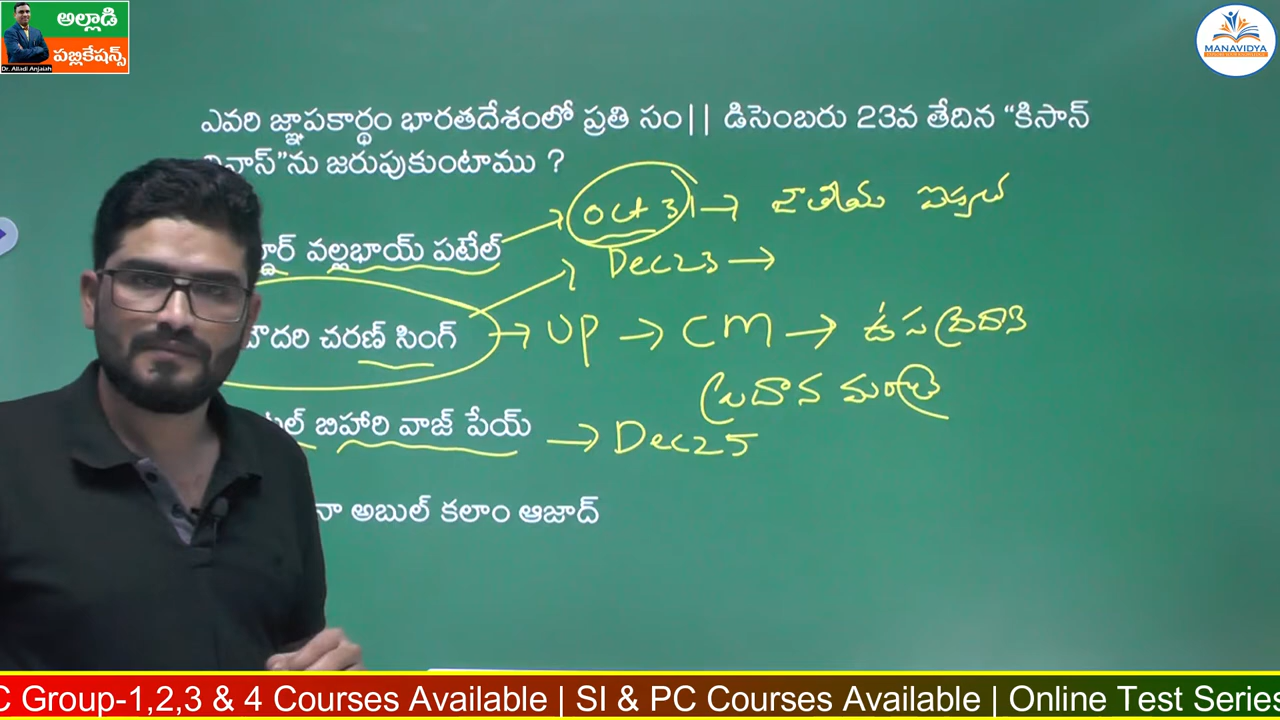 అల్లాడి
పబ్లికేషన్స్
Dr. Alladi Anjaiah
MANAVIDYA
ఎవరి జ్ఞాపకార్థం భారతదేశంలో ప్రతి సం|| డిసెంబరు 23వ తేదిన “కిసాన్
”ను జరుపుకుంటాము ?
oct 31 → జాతీయ ఐక్యత
వల్లభాయ్ పటేల్
Dec 23 →
చరణ్ సింగ్ → UP → CM → ఉప ప్రధాని
ప్రధాన మంత్రి
బిహారి వాజ్ పేయ్ → Dec 25
అబుల్ కలాం ఆజాద్
C Group-1,2,3 & 4 Courses Available | SI & PC Courses Available | Online Test Series